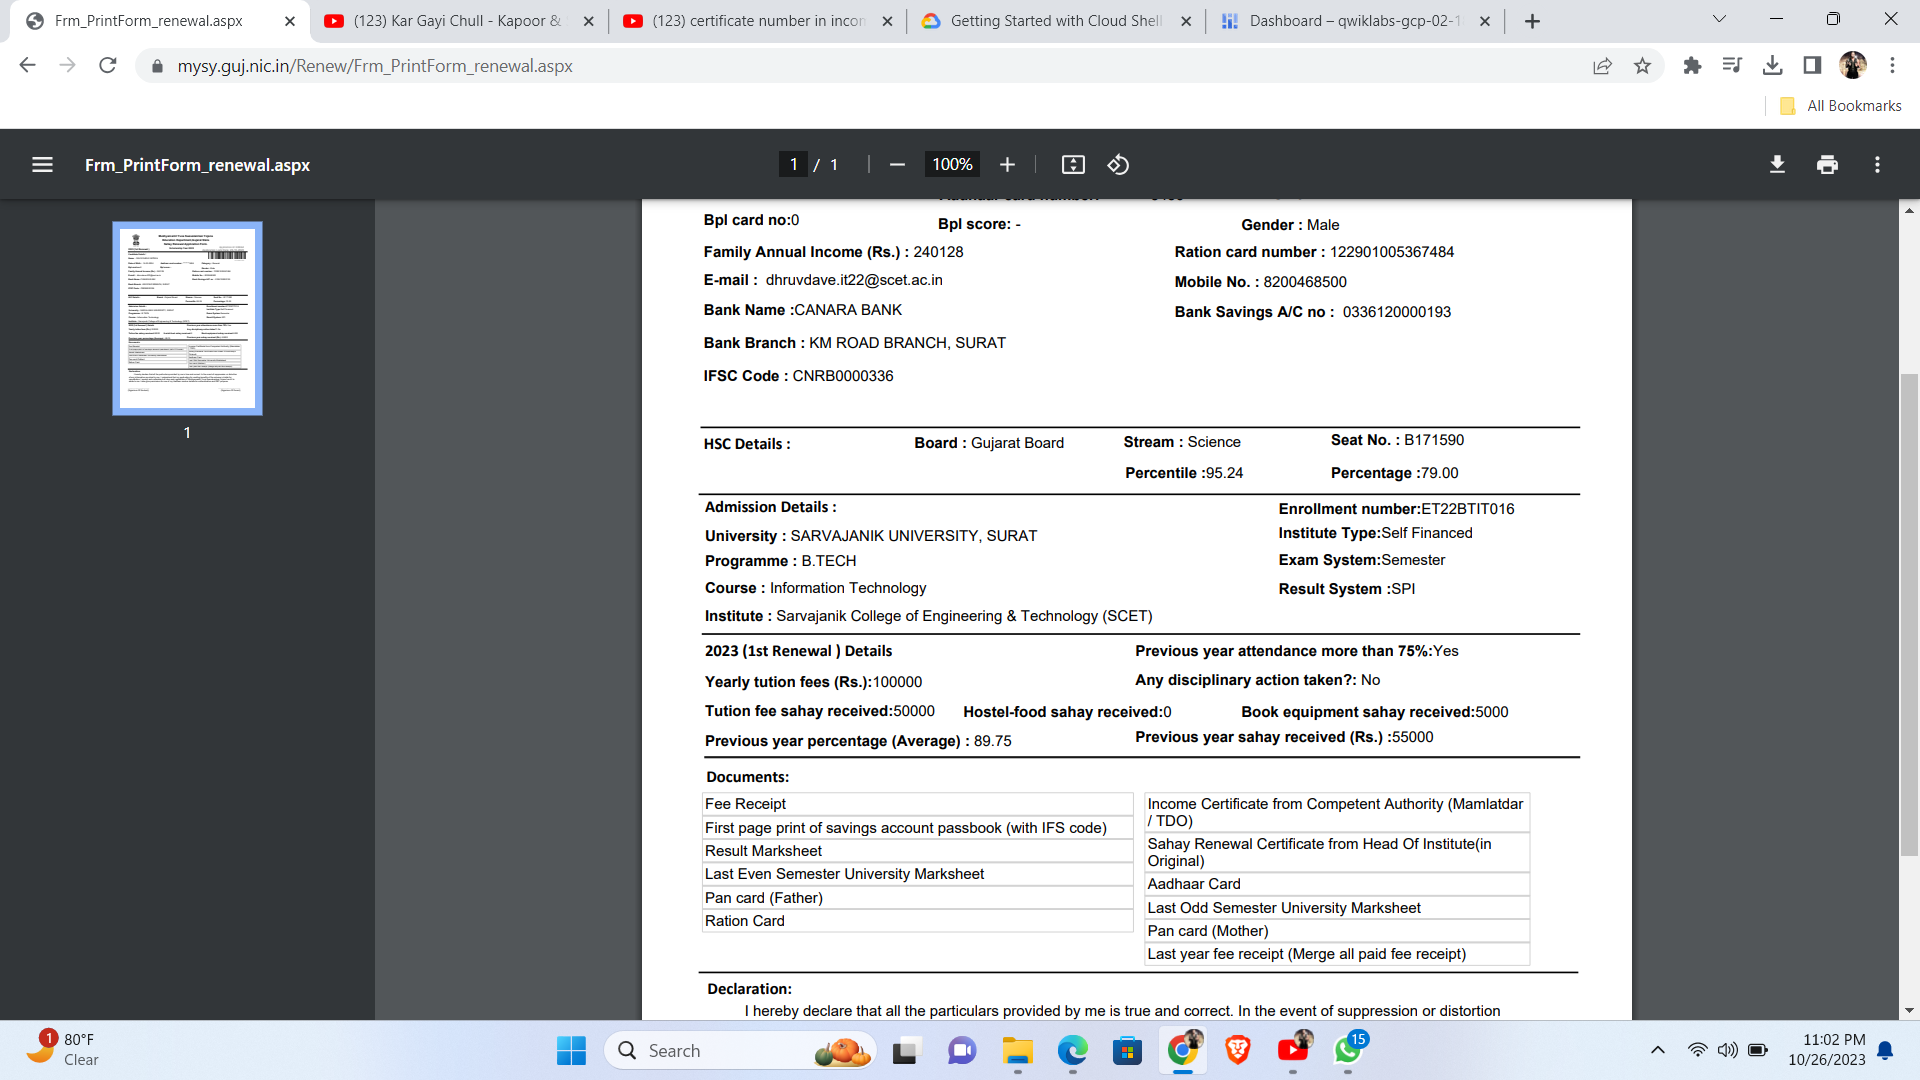 Frm_PrintForm_renewal.aspx
(123) Kar Gayi Chull - Kapoor &
(123) certificate number in incon
Getting Started with Cloud Shell
Dashboard – qwiklabs-gcp-02-1
mysy.guj.nic.in/Renew/Frm_PrintForm_renewal.aspx
All Bookmarks
Frm_PrintForm_renewal.aspx
1 / 1
100%
Bpl card no:0
Bpl score: -
Gender : Male
Family Annual Income (Rs.) : 240128
Ration card number : 122901005367484
E-mail : dhruvdave.it22@scet.ac.in
Mobile No. : 8200468500
Bank Name :CANARA BANK
Bank Savings A/C no : 0336120000193
Bank Branch : KM ROAD BRANCH, SURAT
IFSC Code : CNRB0000336
1
HSC Details :
Board : Gujarat Board
Stream : Science
Seat No. : B171590
Percentile :95.24
Percentage :79.00
Admission Details :
Enrollment number:ET22BTIT016
University : SARVAJANIK UNIVERSITY, SURAT
Institute Type:Self Financed
Programme : B.TECH
Exam System:Semester
Course : Information Technology
Result System :SPI
Institute : Sarvajanik College of Engineering & Technology (SCET)
2023 (1st Renewal ) Details
Previous year attendance more than 75%:Yes
Yearly tution fees (Rs.):100000
Any disciplinary action taken?: No
Tution fee sahay received:50000
Hostel-food sahay received:0
Book equipment sahay received:5000
Previous year percentage (Average) : 89.75
Previous year sahay received (Rs.) :55000
Documents:
Fee Receipt
First page print of savings account passbook (with IFS code)
Result Marksheet
Last Even Semester University Marksheet
Pan card (Father)
Ration Card
Income Certificate from Competent Authority (Mamlatdar
/ TDO)
Sahay Renewal Certificate from Head Of Institute(in
Original)
Aadhaar Card
Last Odd Semester University Marksheet
Pan card (Mother)
Last year fee receipt (Merge all paid fee receipt)
Declaration:
I hereby declare that all the particulars provided by me is true and correct. In the event of suppression or distortion
1
80°F
Clear
Search
15
11:02 PM
10/26/2023